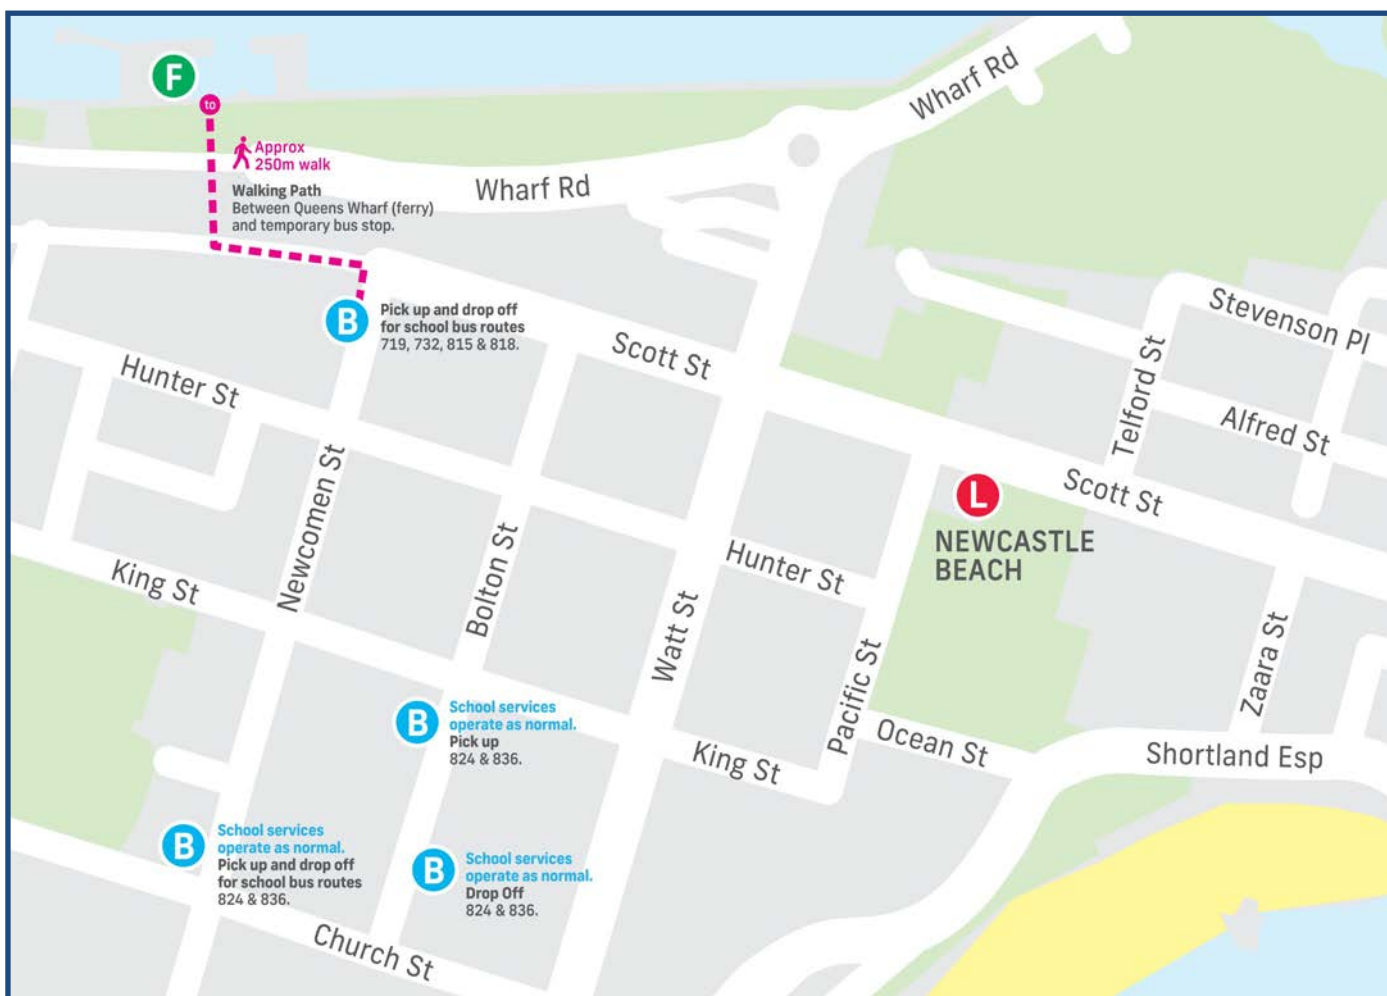 F
to
Approx
250m walk
Wharf Rd
Wharf Rd
Walking Path
Between Queens Wharf (ferry)
and temporary bus stop.
B
Pick up and drop off
for school bus routes
719, 732, 815 & 818.
Scott St
Stevenson Pl
Telford St
Alfred St
Hunter St
Scott St
L
NEWCASTLE
BEACH
Newcomen St
Bolton St
Hunter St
King St
Watt St
Pacific St
Zaara St
B
School services
operate as normal.
Pick up
824 & 836.
King St
Ocean St
Shortland Esp
B
School services
operate as normal.
Pick up and drop off
for school bus routes
824 & 836.
B
School services
operate as normal.
Drop Off
824 & 836.
Church St